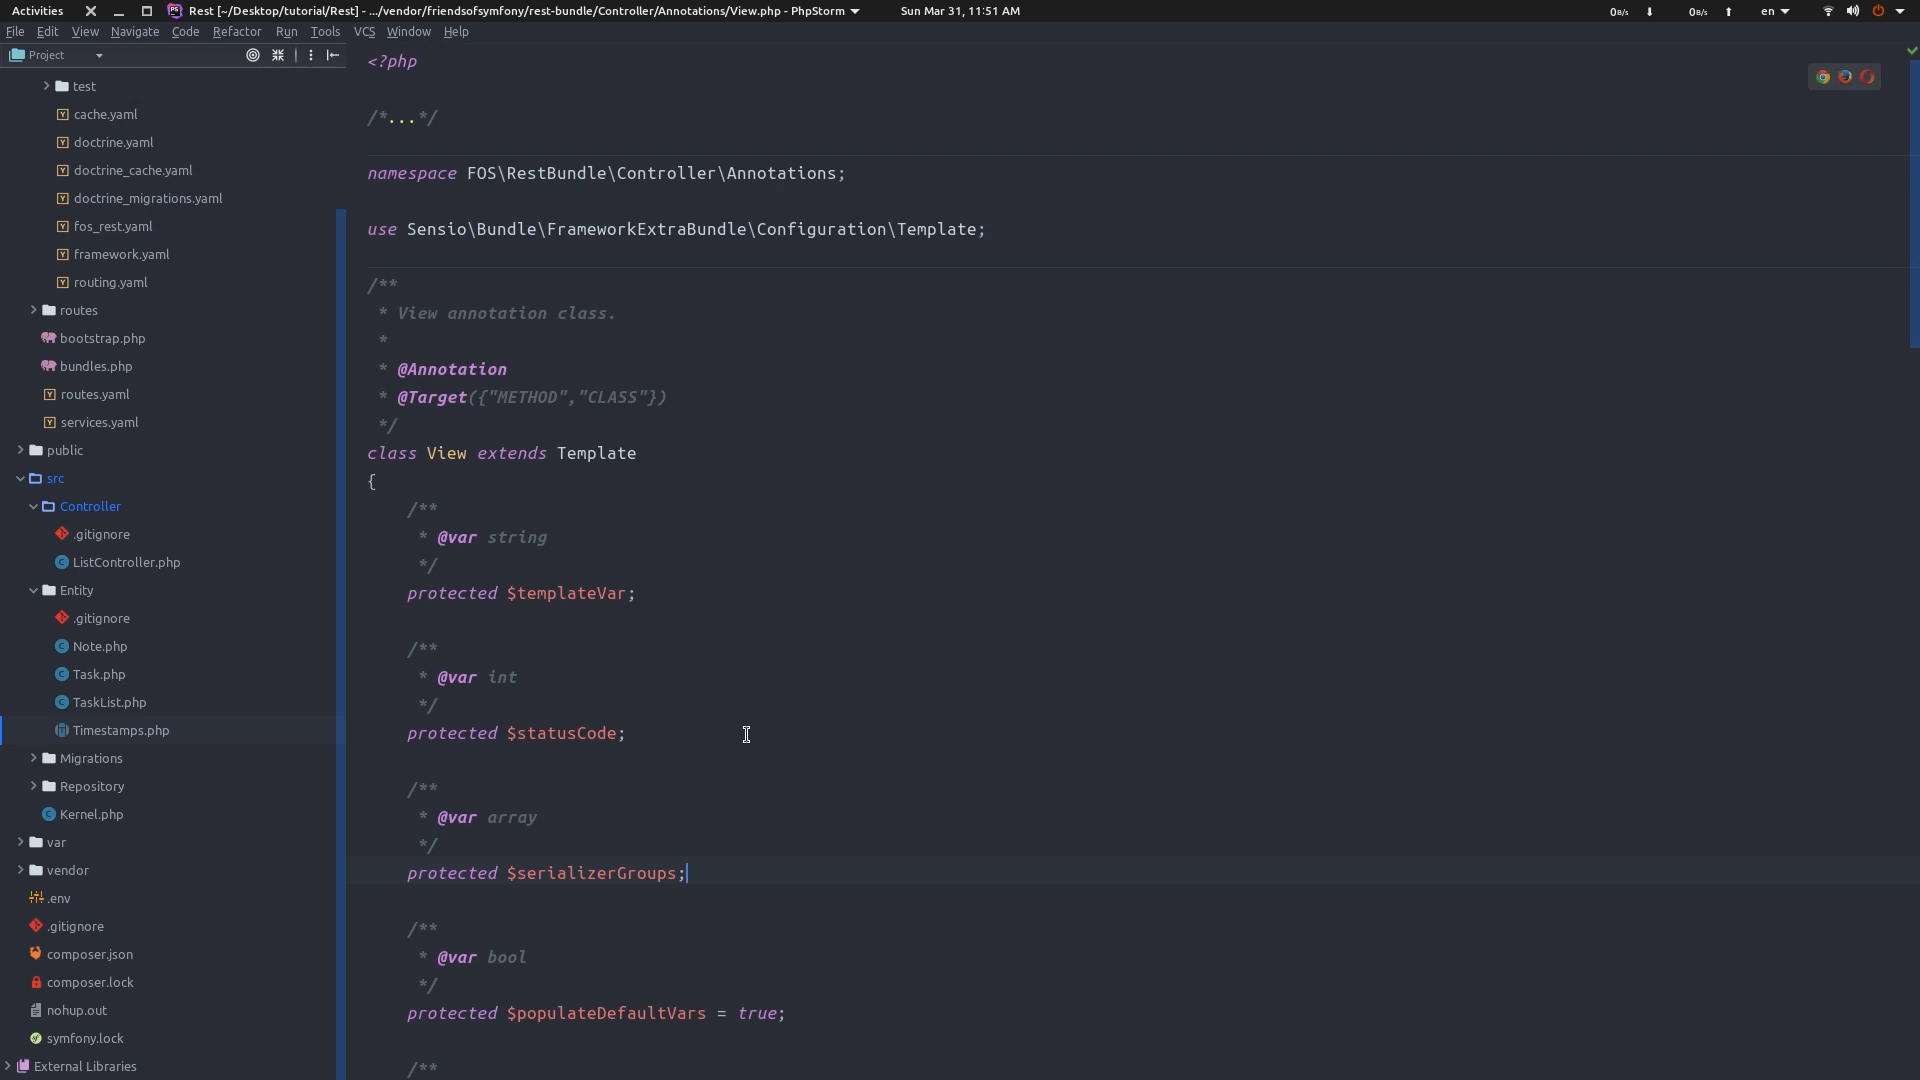 Activities
Rest [~/Desktop/tutorial/Rest] - .../vendor/friendsofsymfony/rest-bundle/Controller/Annotations/View.php - PhpStorm
Sun Mar 31, 11:51 AM
0B/s
0B/s
en
File Edit View Navigate Code Refactor Run Tools VCS Window Help
Project
test
cache.yaml
doctrine.yaml
doctrine_cache.yaml
doctrine_migrations.yaml
fos_rest.yaml
framework.yaml
routing.yaml
routes
bootstrap.php
bundles.php
routes.yaml
services.yaml
public
src
Controller
.gitignore
ListController.php
Entity
.gitignore
Note.php
Task.php
TaskList.php
Timestamps.php
Migrations
Repository
Kernel.php
var
vendor
.env
.gitignore
composer.json
composer.lock
nohup.out
symfony.lock
External Libraries
<?php
/*...*/
namespace FOS\RestBundle\Controller\Annotations;
use Sensio\Bundle\FrameworkExtraBundle\Configuration\Template;
/**
* View annotation class.
*
* @Annotation
* @Target({"METHOD","CLASS"})
*/
class View extends Template
{
/**
* @var string
*/
protected $templateVar;
/**
* @var int
*/
protected $statusCode;
/**
* @var array
*/
protected $serializerGroups;
/**
* @var bool
*/
protected $populateDefaultVars = true;
/**